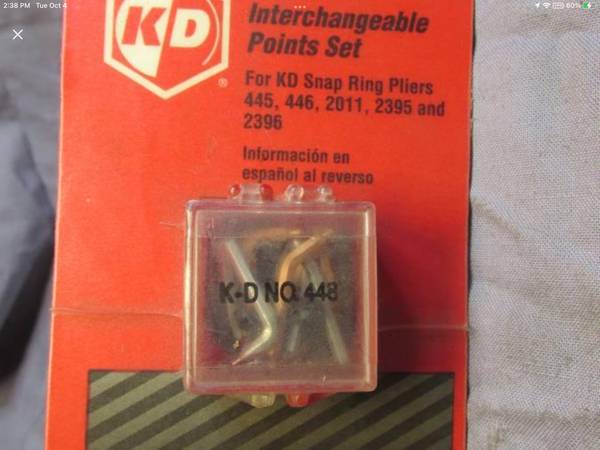 2:38 PM Tue Oct 4
60%
KD
®
Interchangeable
Points Set
For KD Snap Ring Pliers
445, 446, 2011, 2395 and
2396
Información en
español al reverso
K-D NO. 448